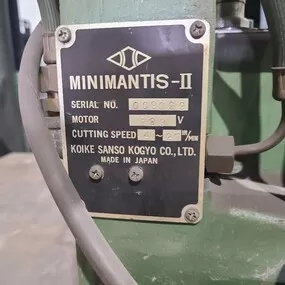 MINIMANTIS-II
SERIAL NO.
MOTOR V
CUTTING SPEED ~
KOIKE SANSO KOGYO CO., LTD.
MADE IN JAPAN